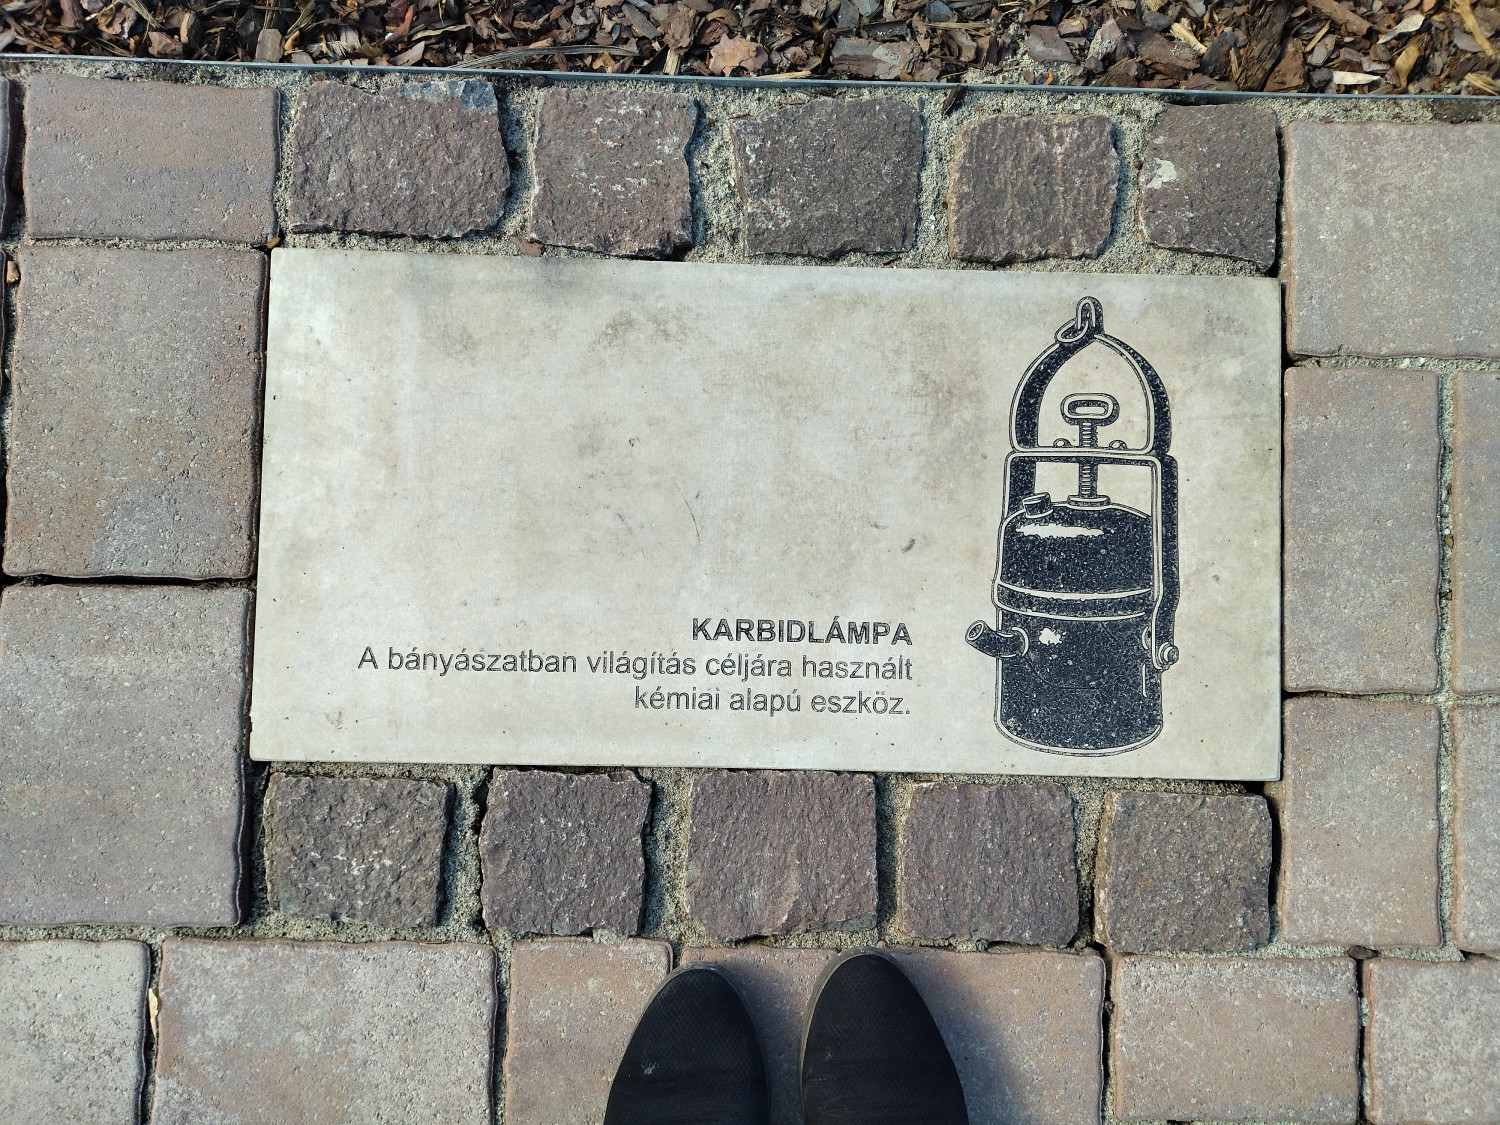 KARBIDLÁMPA
A bányászatban világítás céljára használt
kémiai alapú eszköz.